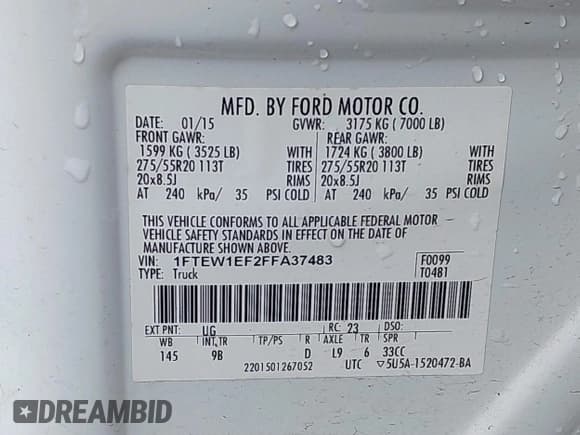 MFD. BY FORD MOTOR CO.
DATE: 01/15 GVWR: 3175 KG ( 7000 LB)
FRONT GAWR: REAR GAWR:
1599 KG ( 3525 LB) WITH 1724 KG ( 3800 LB) WITH
275/55R20 113T TIRES 275/55R20 113T TIRES
20x8.5J RIMS 20x8.5J RIMS
AT 240 kPa/ 35 PSI COLD AT 240 kPa/ 35 PSI COLD
THIS VEHICLE CONFORMS TO ALL APPLICABLE FEDERAL MOTOR
VEHICLE SAFETY STANDARDS IN EFFECT ON THE DATE OF
MANUFACTURE SHOWN ABOVE.
VIN: 1FTEW1EF2FFA37483 F0099
TYPE: Truck T0481
EXT PNT: UG RC: 23 DSO:
WB INT.TR TP/PS R AXLE TR SPR
145 9B D L9 6 33CC
2201501267052 UTC ▽5U5A-1520472-BA
DREAMBID